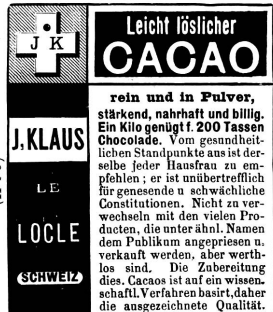 J K
J. KLAUS
LE
LOCLE
SCHWEIZ
Leicht löslicher
CACAO
rein und in Pulver,
stärkend, nahrhaft und billig.
Ein Kilo genügt f. 200 Tassen
Chocolade. Vom gesundheit-
lichen Standpunkte aus ist der-
selbe jeder Hausfrau zu em-
pfehlen; er ist unübertrefflich
für genesende u schwächliche
Constitutionen. Nicht zu ver-
wechseln mit den vielen Pro-
ducten, die unter ähnl. Namen
dem Publikum angepriesen u.
verkauft werden, aber werth-
los sind. Die Zubereitung
dies. Cacaos ist auf ein wissen-
schaftl. Verfahren basirt, daher
die ausgezeichnete Qualität.